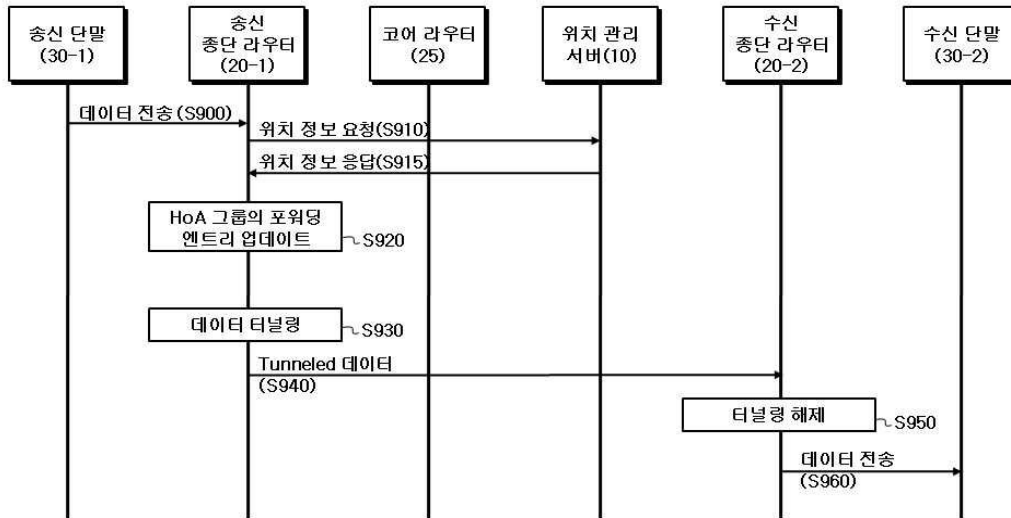 송신 단말
(30-1)
송신
종단 라우터
(20-1)
코어 라우터
(25)
위치 관리
서버(10)
수신
종단 라우터
(20-2)
수신 단말
(30-2)
데이터 전송(S900)
위치 정보 요청(S910)
위치 정보 응답(S915)
HoA 그룹의 포워딩
엔트리 업데이트
S920
데이터 터널링
S930
Tunneled 데이터
(S940)
터널링 해제
S950
데이터 전송
(S960)